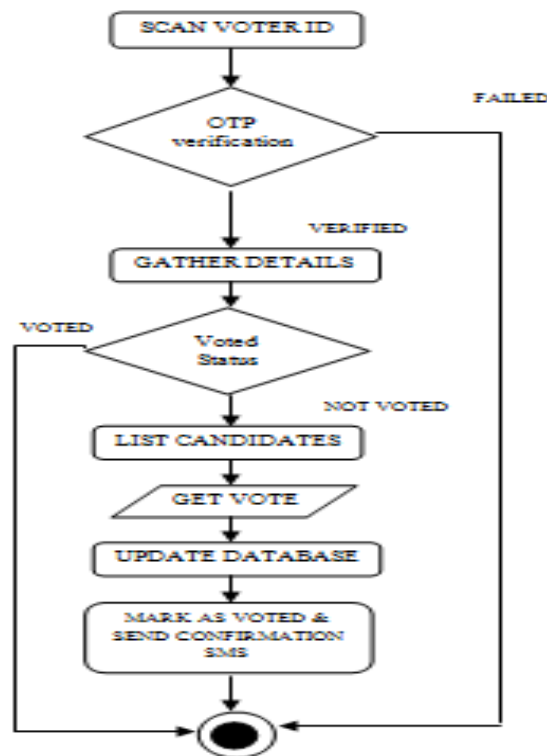 SCAN VOTER ID
FAILED
OTP
verification
VERIFIED
GATHER DETAILS
VOTED
Voted
Status
NOT VOTED
LIST CANDIDATES
GET VOTE
UPDATE DATABASE
MARK AS VOTED &
SEND CONFIRMATION
SMS